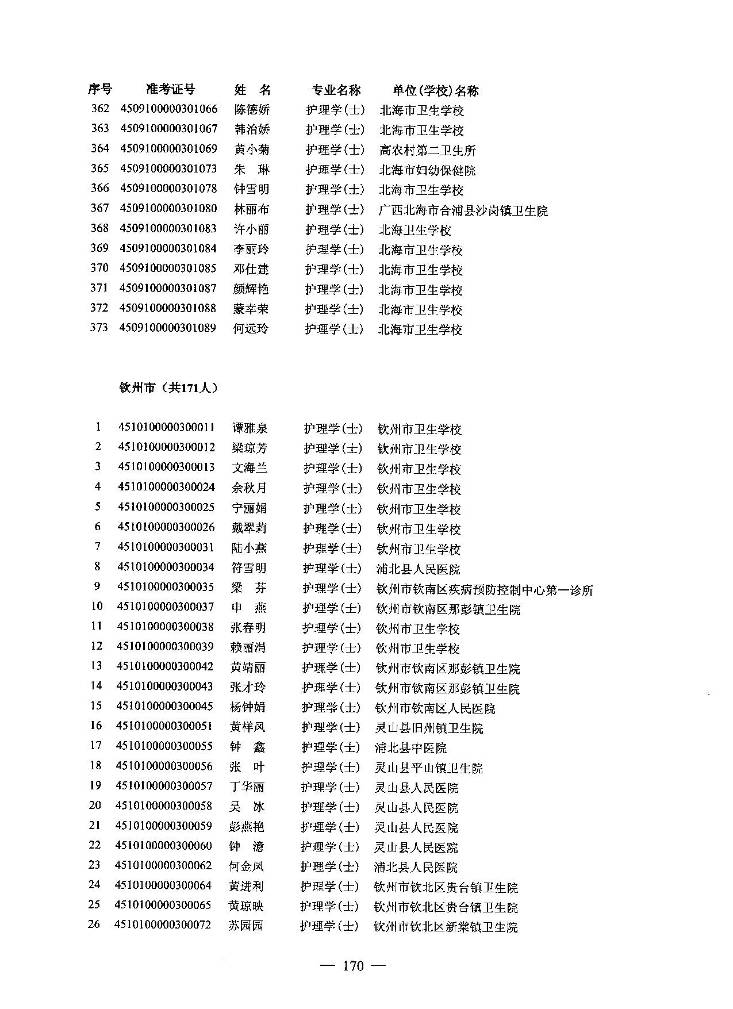 序号 准考证号 姓 名 专业名称 单位(学校)名称
362 4509100000301066 陈德娇 护理学(士) 北海市卫生学校
363 4509100000301067 韩治娇 护理学(士) 北海市卫生学校
364 4509100000301069 黄小菊 护理学(士) 高农村第二卫生所
365 4509100000301073 朱 琳 护理学(士) 北海市妇幼保健院
366 4509100000301078 钟雪明 护理学(士) 北海市卫生学校
367 4509100000301080 林丽布 护理学(士) 广西北海市合浦县沙岗镇卫生院
368 4509100000301083 许小丽 护理学(士) 北海卫生学校
369 4509100000301084 李丽玲 护理学(士) 北海市卫生学校
370 4509100000301085 邓仕建 护理学(士) 北海市卫生学校
371 4509100000301087 颜辉艳 护理学(士) 北海市卫生学校
372 4509100000301088 蒙幸荣 护理学(士) 北海市卫生学校
373 4509100000301089 何远玲 护理学(士) 北海市卫生学校
钦州市（共171人）
1 4510100000300011 谭雅泉 护理学(士) 钦州市卫生学校
2 4510100000300012 梁琼芳 护理学(士) 钦州市卫生学校
3 4510100000300013 文海兰 护理学(士) 钦州市卫生学校
4 4510100000300024 余秋月 护理学(士) 钦州市卫生学校
5 4510100000300025 宁丽娟 护理学(士) 钦州市卫生学校
6 4510100000300026 戴翠莉 护理学(士) 钦州市卫生学校
7 4510100000300031 陆小燕 护理学(士) 钦州市卫生学校
8 4510100000300034 符雪明 护理学(士) 浦北县人民医院
9 4510100000300035 梁 芬 护理学(士) 钦州市钦南区疾病预防控制中心第一诊所
10 4510100000300037 申 燕 护理学(士) 钦州市钦南区那彭镇卫生院
11 4510100000300038 张春明 护理学(士) 钦州市卫生学校
12 4510100000300039 赖丽涓 护理学(士) 钦州市卫生学校
13 4510100000300042 黄靖丽 护理学(士) 钦州市钦南区那彭镇卫生院
14 4510100000300043 张才玲 护理学(士) 钦州市钦南区那彭镇卫生院
15 4510100000300045 杨钟娟 护理学(士) 钦州市钦南区人民医院
16 4510100000300051 黄样凤 护理学(士) 灵山县旧州镇卫生院
17 4510100000300055 钟 鑫 护理学(士) 浦北县中医院
18 4510100000300056 张 叶 护理学(士) 灵山县平山镇卫生院
19 4510100000300057 丁华丽 护理学(士) 灵山县人民医院
20 4510100000300058 吴 冰 护理学(士) 灵山县人民医院
21 4510100000300059 彭燕艳 护理学(士) 灵山县人民医院
22 4510100000300060 钟 澹 护理学(士) 灵山县人民医院
23 4510100000300062 何金凤 护理学(士) 浦北县人民医院
24 4510100000300064 黄进利 护理学(士) 钦州市钦北区贵台镇卫生院
25 4510100000300065 黄琼映 护理学(士) 钦州市钦北区贵台镇卫生院
26 4510100000300072 苏园园 护理学(士) 钦州市钦北区新棠镇卫生院
— 170 —